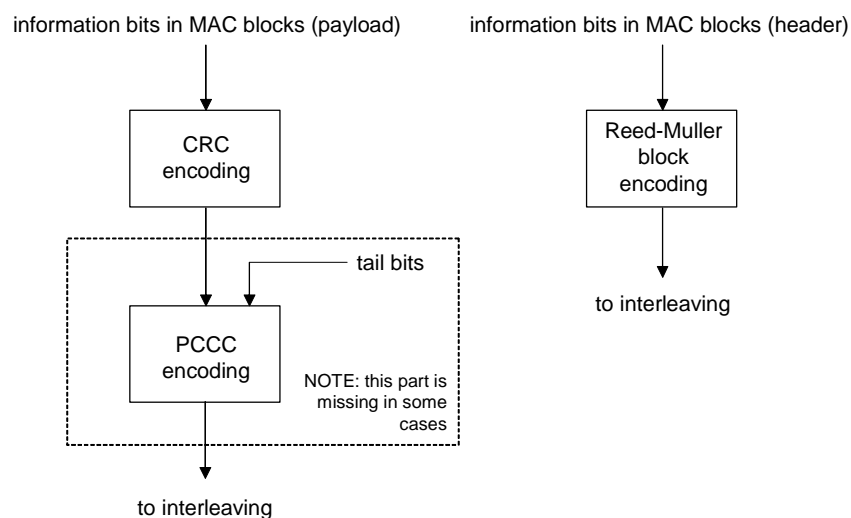 information bits in MAC blocks (payload)
information bits in MAC blocks (header)
CRC
encoding
Reed-Muller
block
encoding
tail bits
to interleaving
PCCC
encoding
NOTE: this part is
missing in some
cases
to interleaving